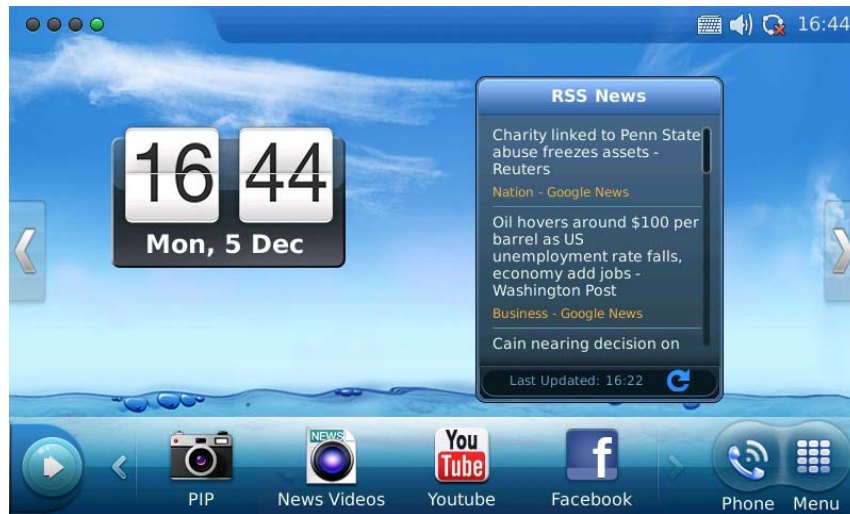 16:44
RSS News
Charity linked to Penn State
abuse freezes assets -
Reuters
Nation - Google News
Oil hovers around $100 per
barrel as US
unemployment rate falls,
economy add jobs -
Washington Post
Business - Google News
Cain nearing decision on
Last Updated: 16:22
16 44
Mon, 5 Dec
PIP
NEWS
News Videos
You
Tube
Youtube
f
Facebook
Phone
Menu